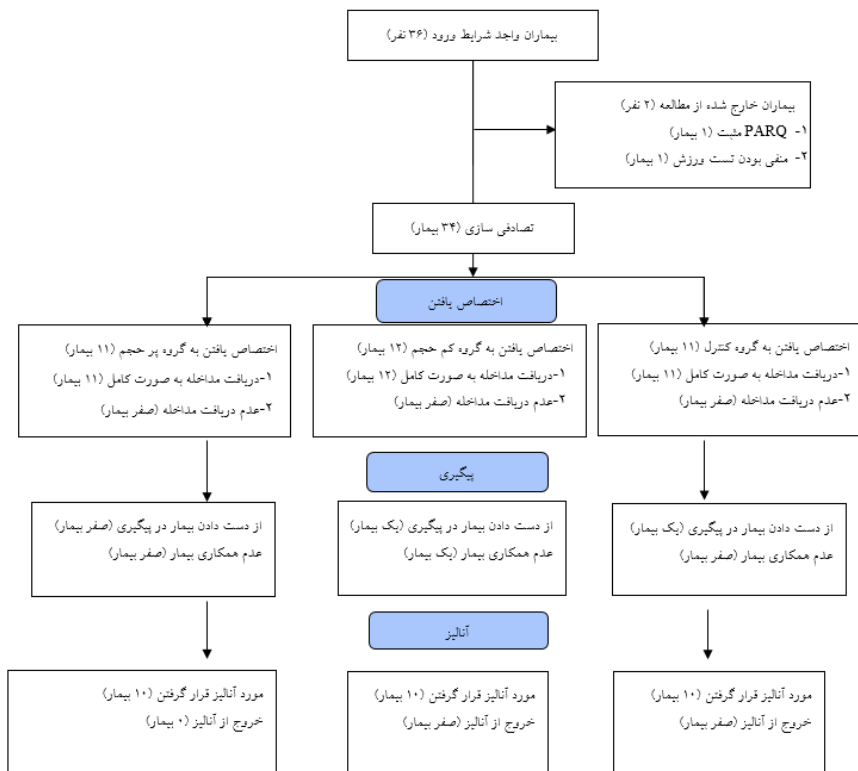 بیماران واجد شرایط ورود (۳۶ نفر)
بیماران خارج شده از مطالعه (۲ نفر)
۱- PARQ مثبت (۱ بیمار)
۲- منفی بودن تست ورزش (۱ بیمار)
تصادفی سازی (۳۴ بیمار)
اختصاص یافتن
اختصاص یافتن به گروه کنترل (۱۱ بیمار)
۱-دریافت مداخله به صورت کامل (۱۱ بیمار)
۲-عدم دریافت مداخله (صفر بیمار)
اختصاص یافتن به گروه کم حجم (۱۲ بیمار)
۱-دریافت مداخله به صورت کامل (۱۲ بیمار)
۲-عدم دریافت مداخله (صفر بیمار)
اختصاص یافتن به گروه پر حجم (۱۱ بیمار)
۱-دریافت مداخله به صورت کامل (۱۱ بیمار)
۲-عدم دریافت مداخله (صفر بیمار)
پیگیری
از دست دادن بیمار در پیگیری (یک بیمار)
عدم همکاری بیمار (صفر بیمار)
از دست دادن بیمار در پیگیری (یک بیمار)
عدم همکاری بیمار (یک بیمار)
از دست دادن بیمار در پیگیری (صفر بیمار)
عدم همکاری بیمار (صفر بیمار)
آنالیز
مورد آنالیز قرار گرفتن (۱۰ بیمار)
خروج از آنالیز (صفر بیمار)
مورد آنالیز قرار گرفتن (۱۰ بیمار)
خروج از آنالیز (صفر بیمار)
مورد آنالیز قرار گرفتن (۱۰ بیمار)
خروج از آنالیز (۰ بیمار)